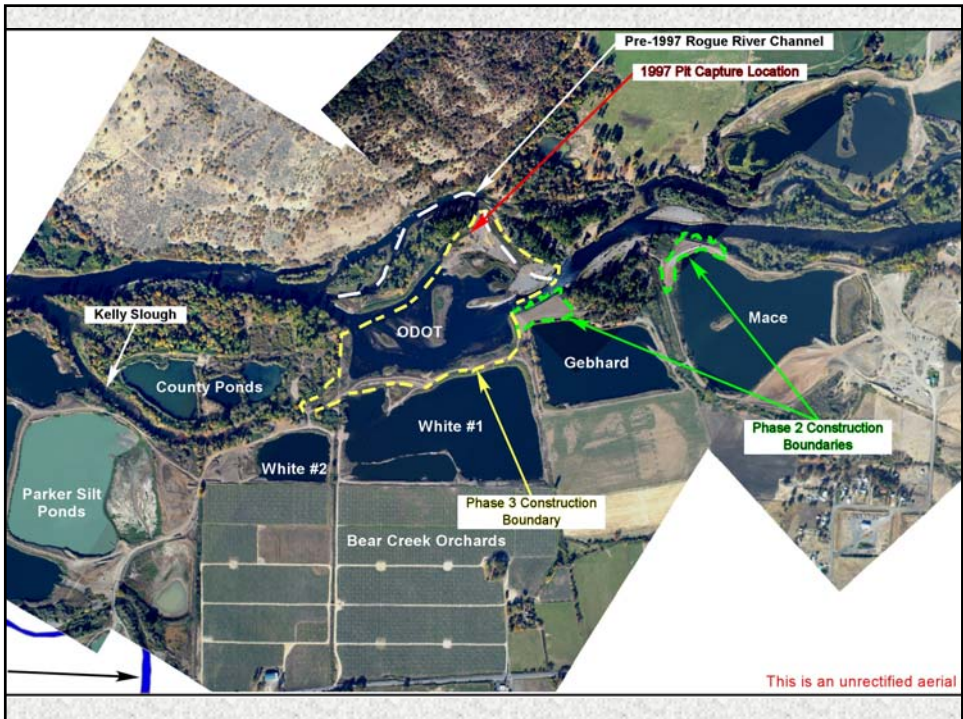 Pre-1997 Rogue River Channel
1997 Pit Capture Location
Kelly Slough
ODOT
Mace
County Ponds
Gebhard
White #1
Phase 2 Construction
Boundaries
White #2
Parker Silt
Ponds
Phase 3 Construction
Boundary
Bear Creek Orchards
This is an unrectified aerial